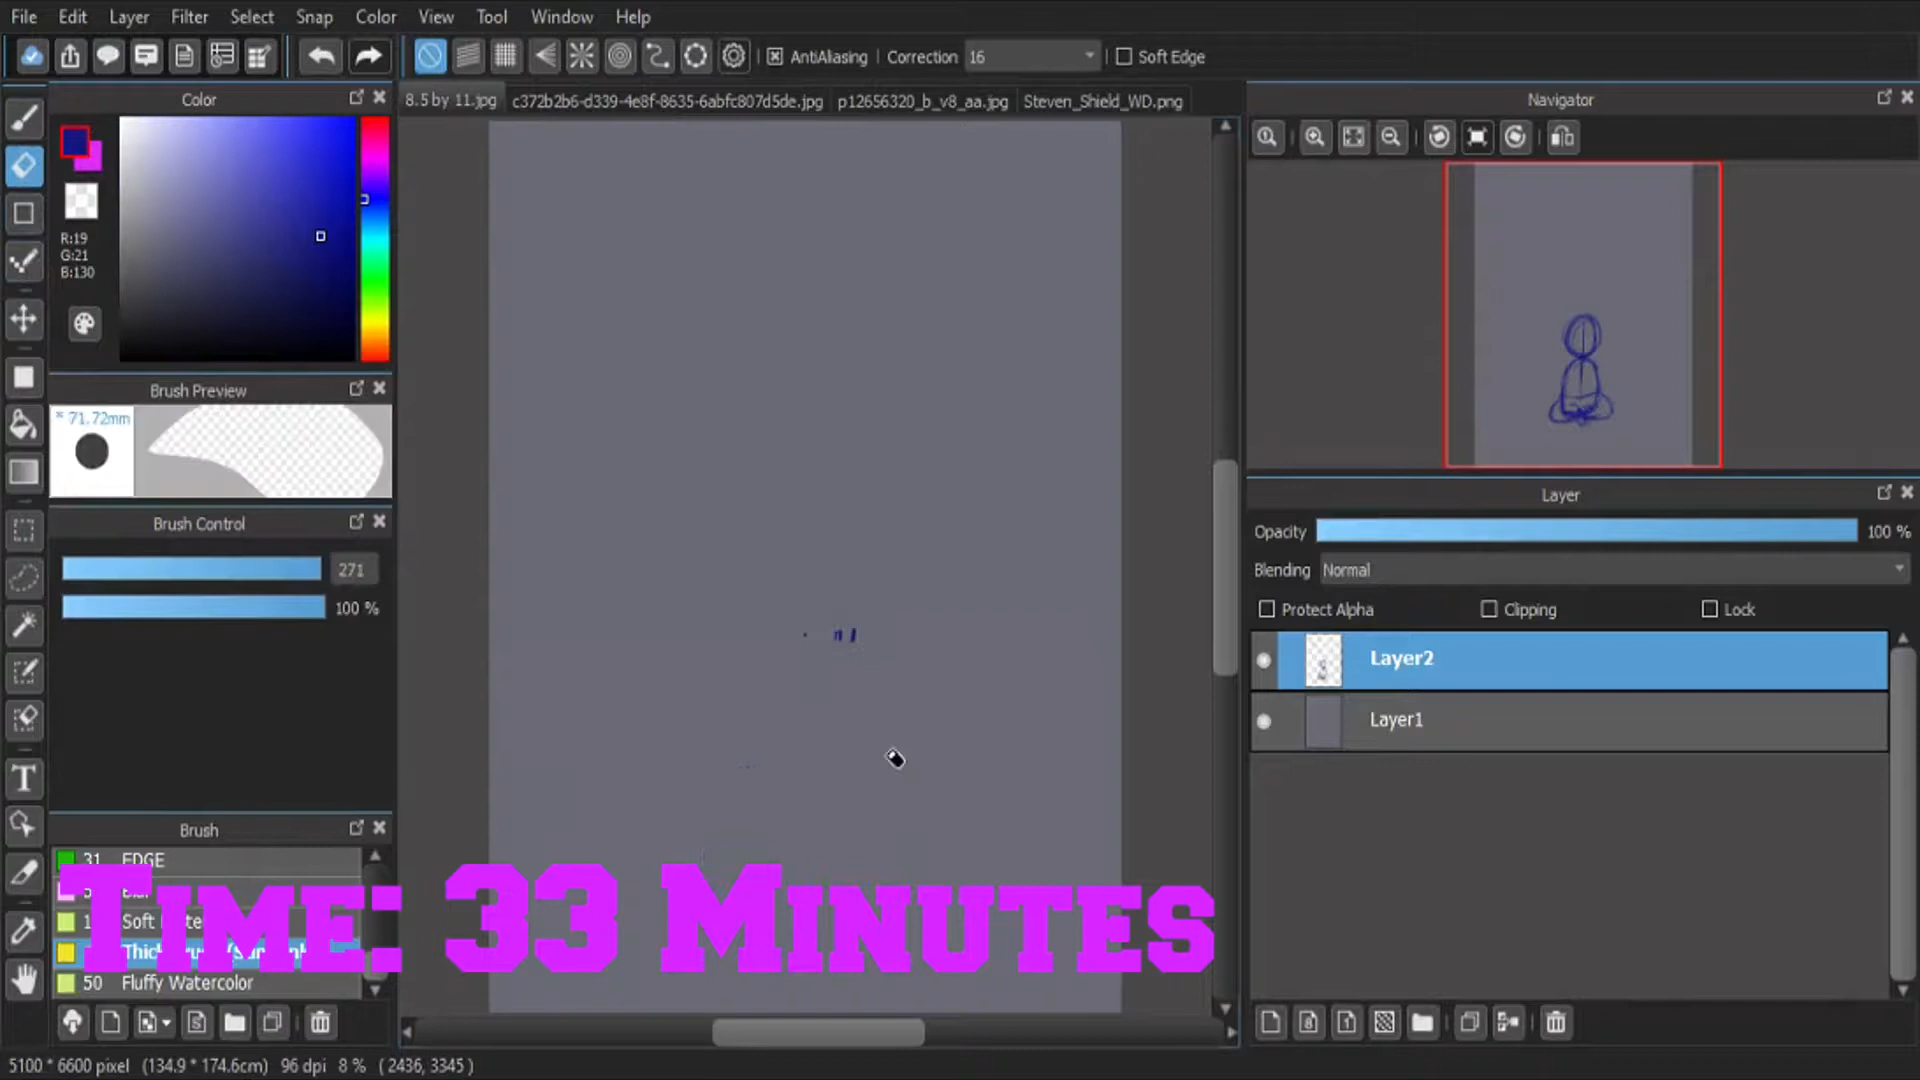 File Edit Layer Filter Select Snap Color View Tool Window Help
AntiAliasing Correction 16 Soft Edge
Color
8.5 by 11.jpg c372b2b6-d339-4e8f-8635-6abfc807d5de.jpg p12656320_b_v8_aa.jpg Steven_Shield_WD.png
Navigator
R:19
G:21
B:130
Brush Preview
* 71.72mm
Brush Control
271
100 %
Layer
Opacity 100 %
Blending Normal
Protect Alpha Clipping Lock
Layer2
Layer1
Brush
31 EDGE
Soft
50 Fluffy Watercolor
Time: 33 Minutes
5100 * 6600 pixel (134.9 * 174.6cm) 96 dpi 8 % ( 2436, 3345 )